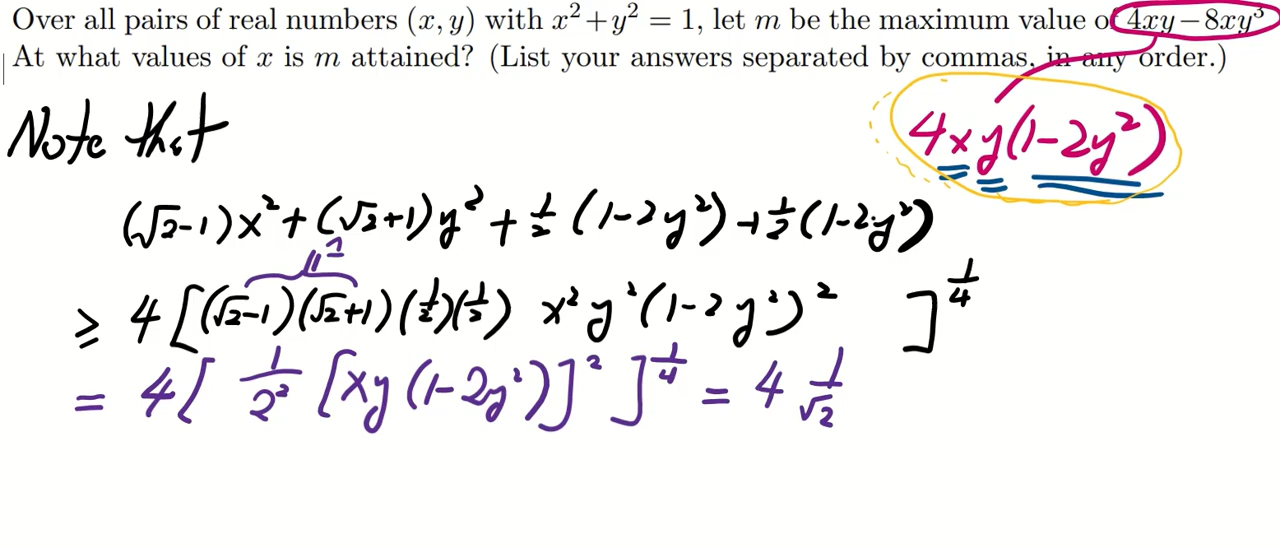 Over all pairs of real numbers (x, y) with x² + y² = 1, let m be the maximum value of 4xy − 8xy³
At what values of x is m attained? (List your answers separated by commas, in any order.)
4xy(1−2y²)
Note that
(√2−1)x² + (√2+1)y² + 1/2 (1−2y²) + 1/2 (1−2y²)
1
≥ 4[(√2−1)(√2+1)(1/2)(1/2) x²y²(1−2y²)² ]^(1/4)
= 4[ 1/2² [xy(1−2y²)]² ]^(1/4) = 4 1/√2